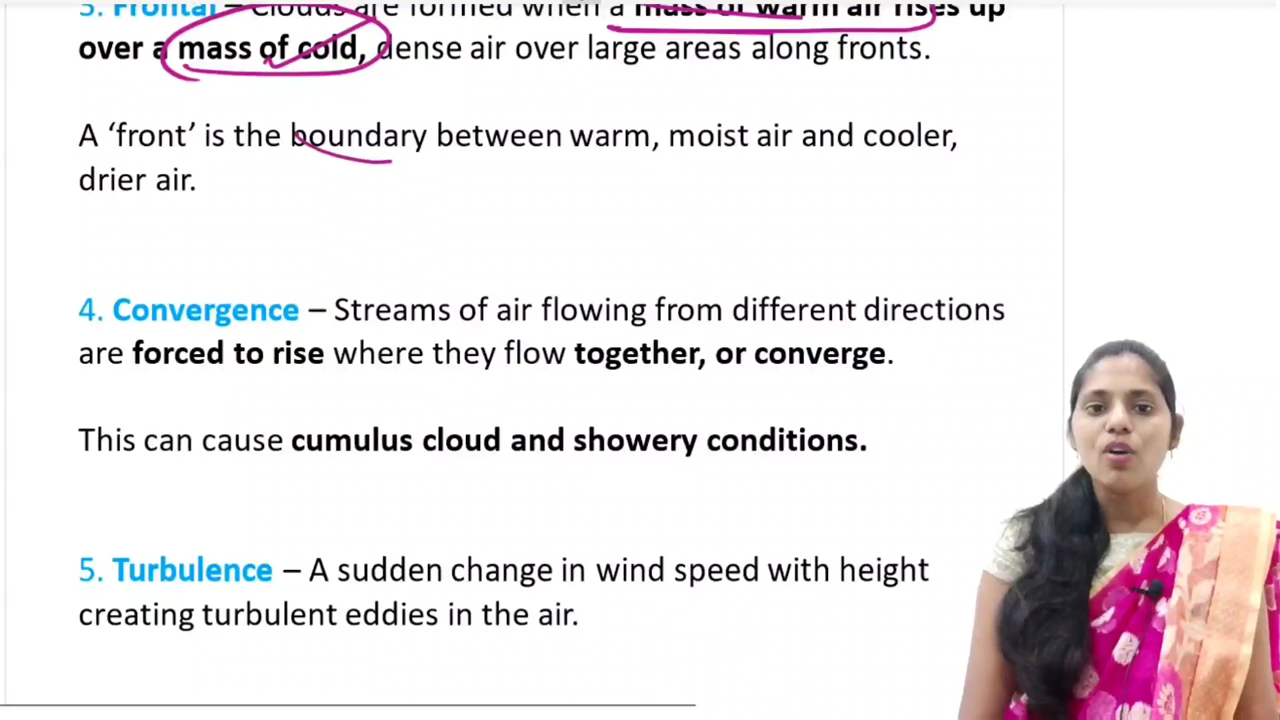 3. Frontal – Clouds are formed when a mass of warm air rises up
over a mass of cold, dense air over large areas along fronts.
A ‘front’ is the boundary between warm, moist air and cooler,
drier air.
4. Convergence – Streams of air flowing from different directions
are forced to rise where they flow together, or converge.
This can cause cumulus cloud and showery conditions.
5. Turbulence – A sudden change in wind speed with height
creating turbulent eddies in the air.